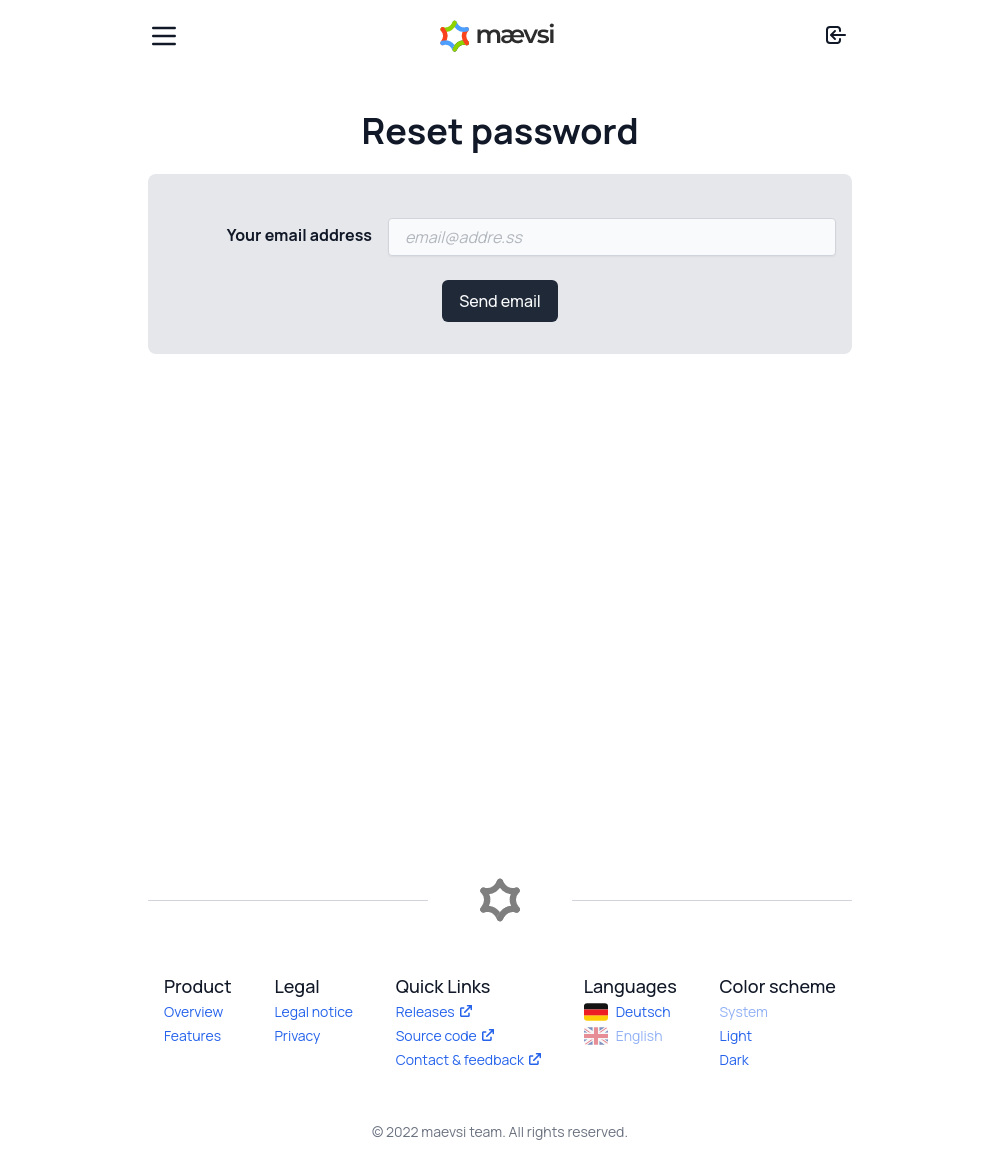 mævsi
Reset password
Your email address
email@addre.ss
Send email
Product
Overview
Features
Legal
Legal notice
Privacy
Quick Links
Releases
Source code
Contact & feedback
Languages
Deutsch
English
Color scheme
System
Light
Dark
© 2022 maevsi team. All rights reserved.